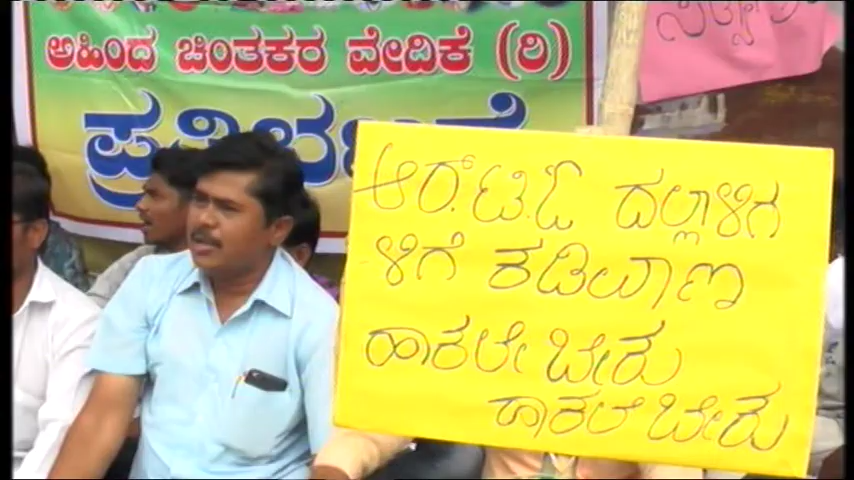 ಅಹಿಂದ ಚಿಂತಕರ ವೇದಿಕೆ (ರಿ)
ಆರ್.ಟಿ.ಓ ದಲ್ಲಾಳಿಗ
ಳಿಗೆ ಕಡಿವಾಣ
ಹಾಕಲೇಬೇಕು
ಹಾಕಲೇಬೇಕು